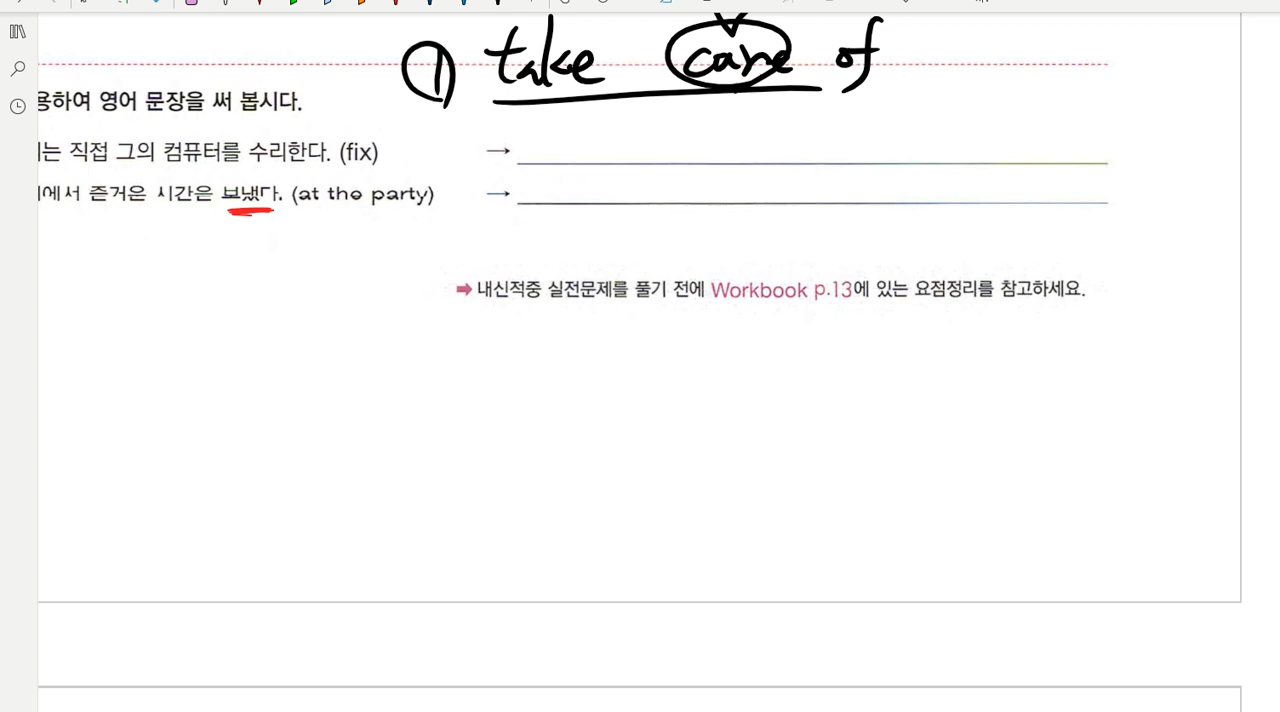 ① take care of
용하여 영어 문장을 써 봅시다.
는 직접 그의 컴퓨터를 수리한다. (fix) →
에서 즐거운 시간을 보냈다. (at the party) →
➡ 내신적중 실전문제를 풀기 전에 Workbook p.13에 있는 요점정리를 참고하세요.